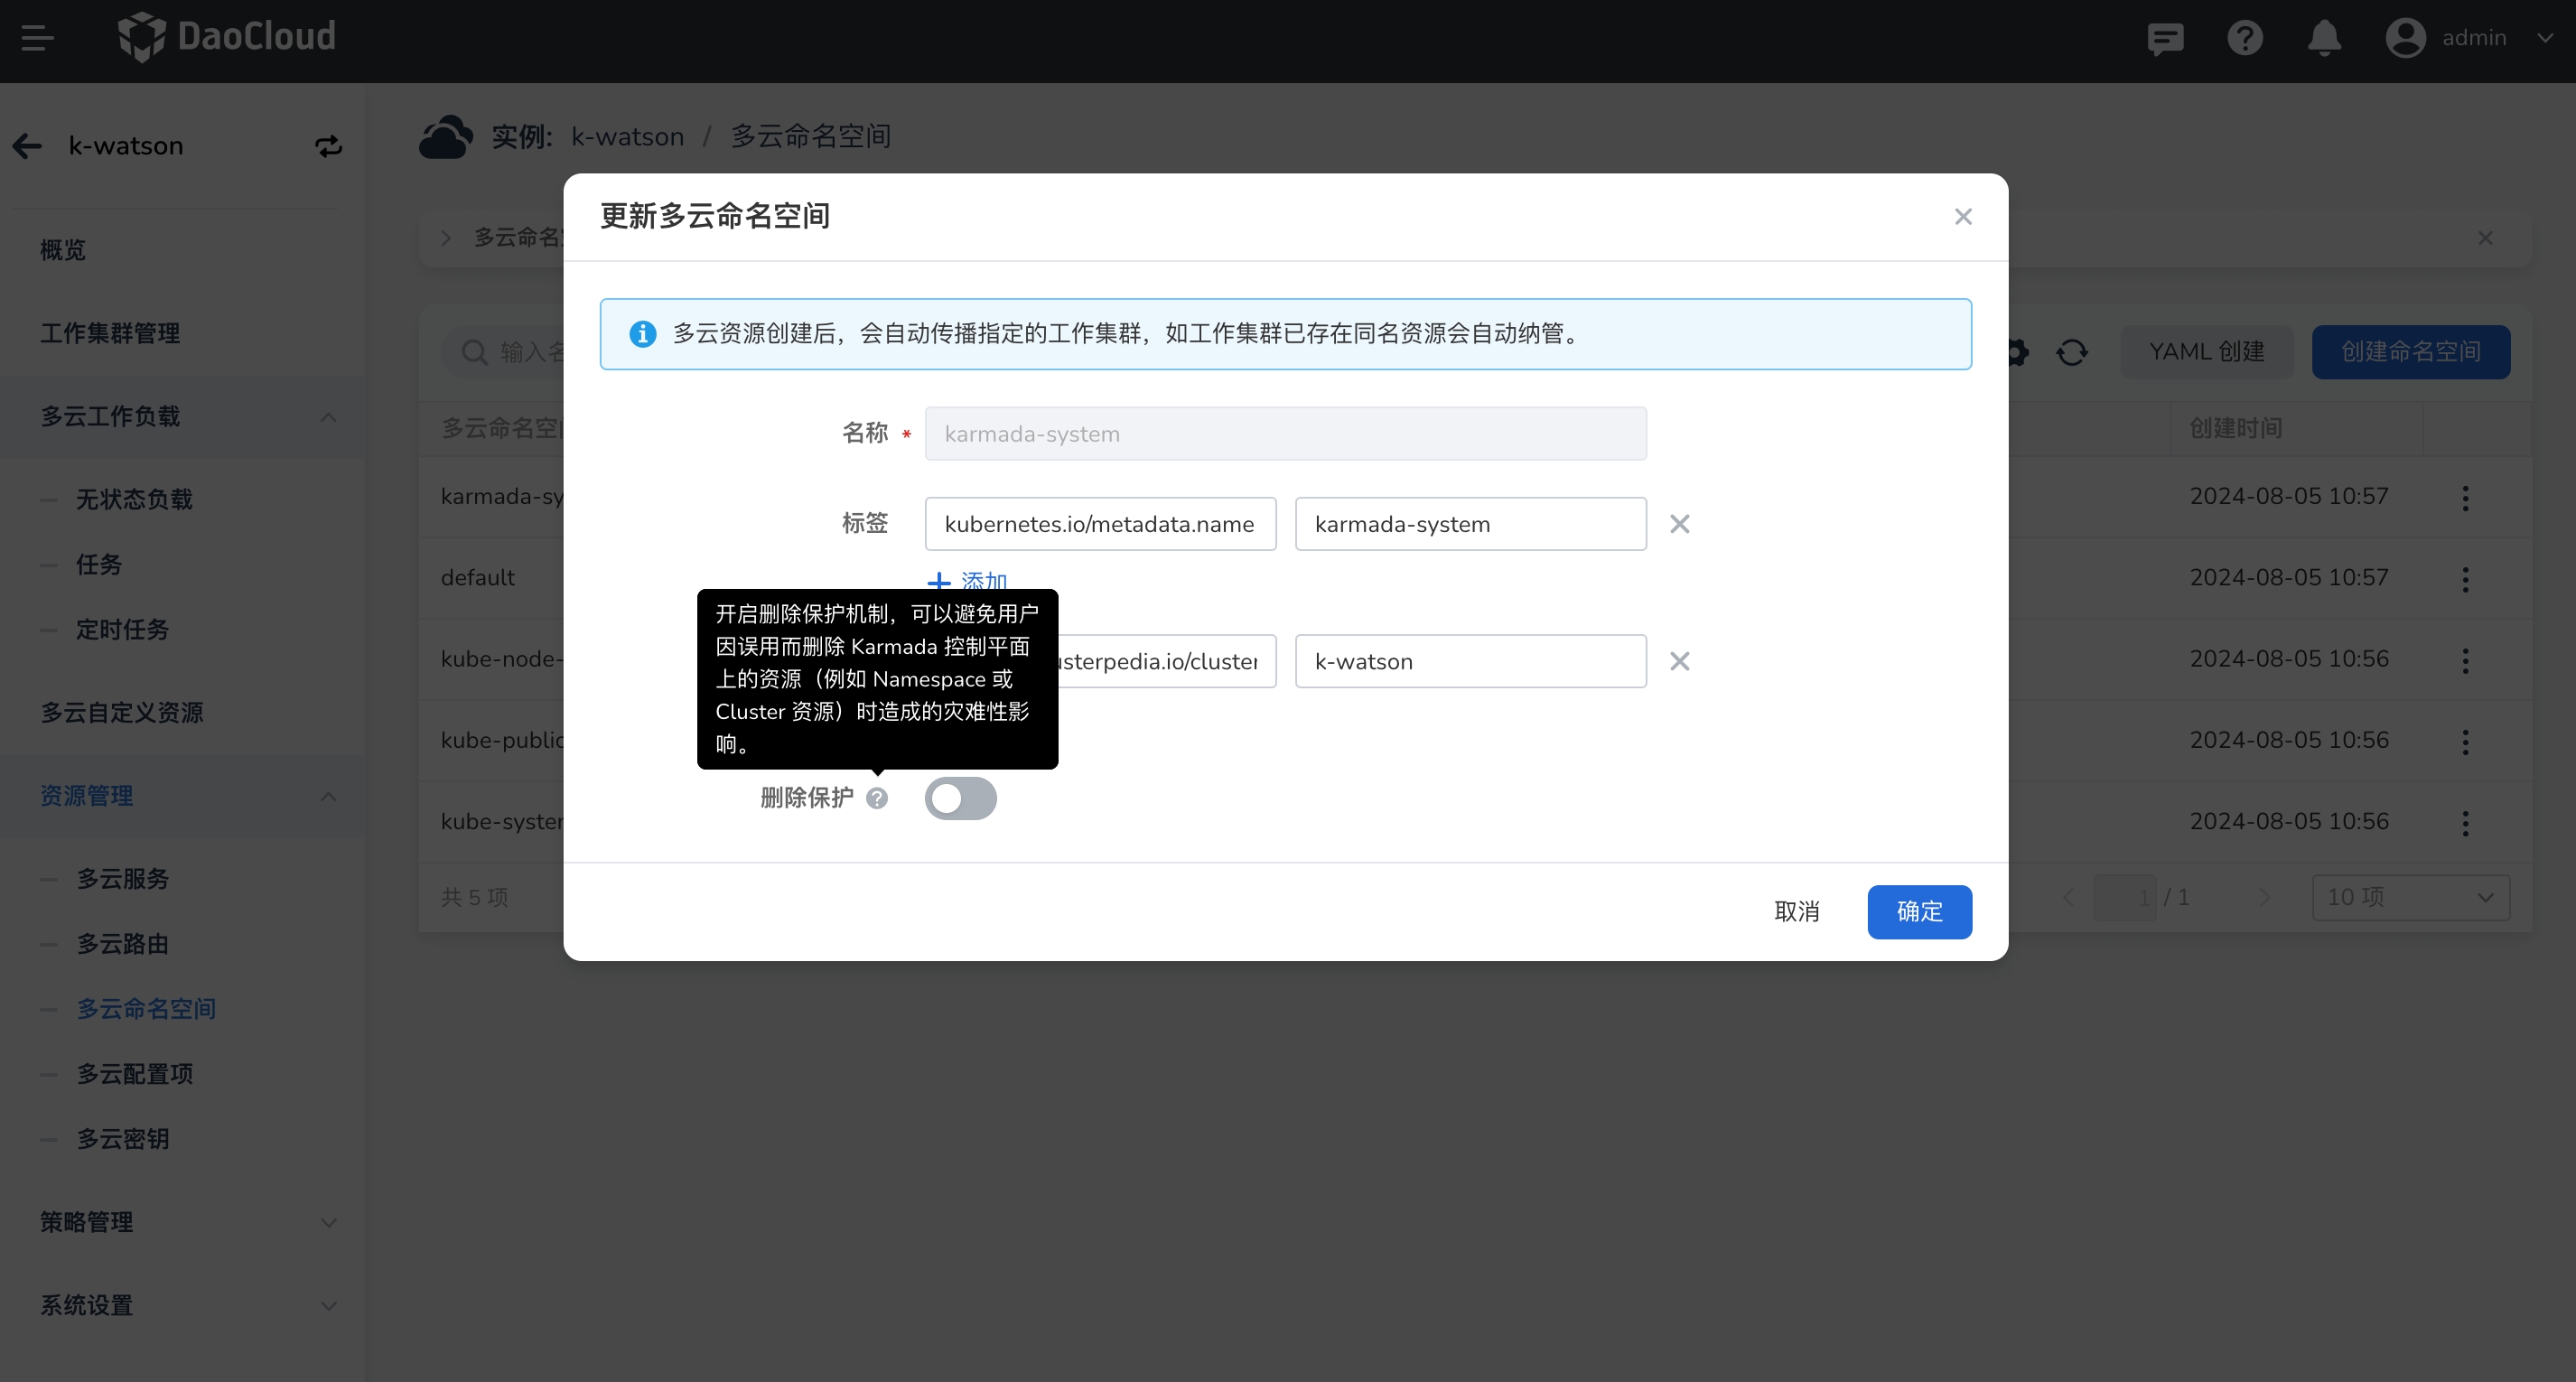 DaoCloud
admin
k-watson
概览
工作集群管理
多云工作负载
无状态负载
任务
定时任务
多云自定义资源
资源管理
多云服务
多云路由
多云命名空间
多云配置项
多云密钥
策略管理
系统设置
实例: k-watson / 多云命名空间
多云命名
输入名
YAML 创建
创建命名空间
多云命名空间
创建时间
karmada-sy
2024-08-05 10:57
default
2024-08-05 10:57
kube-node-
2024-08-05 10:56
kube-public
2024-08-05 10:56
kube-system
2024-08-05 10:56
共 5 项
1 / 1
10 项
更新多云命名空间
多云资源创建后，会自动传播指定的工作集群，如工作集群已存在同名资源会自动纳管。
名称 *
karmada-system
标签
kubernetes.io/metadata.name
karmada-system
添加
usterpedia.io/cluster
k-watson
开启删除保护机制，可以避免用户
因误用而删除 Karmada 控制平面
上的资源（例如 Namespace 或
Cluster 资源）时造成的灾难性影
响。
删除保护
取消
确定